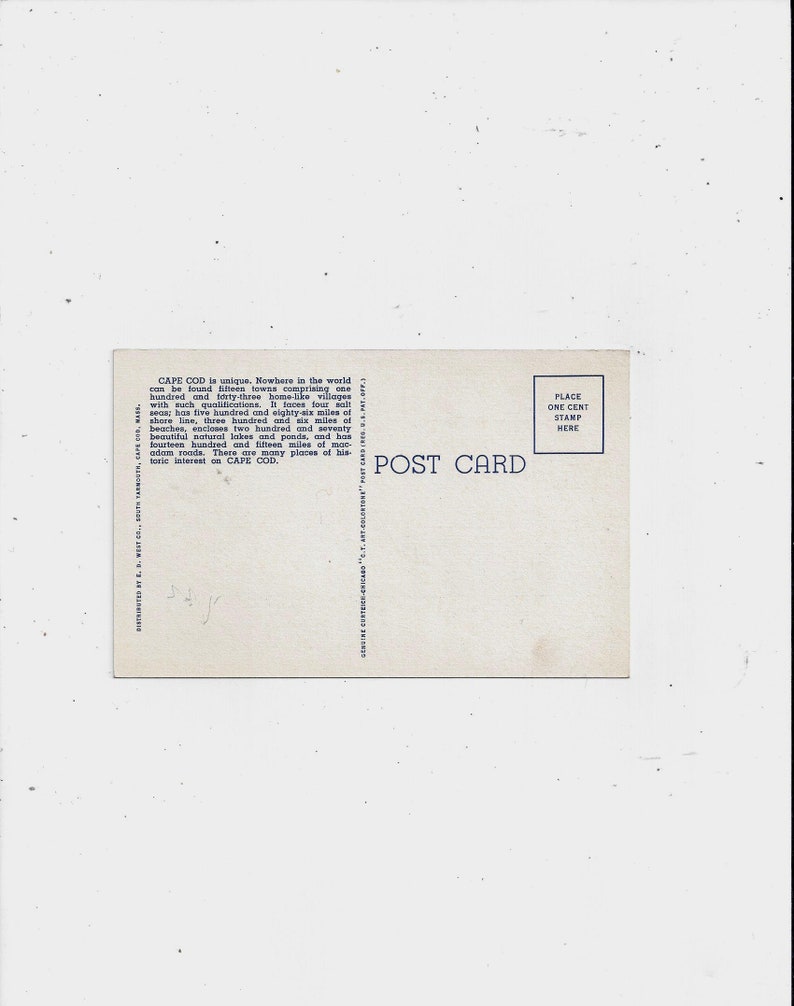 CAPE COD is unique. Nowhere in the world
can be found fifteen towns comprising one
hundred and forty-three home-like villages
with such qualifications. It faces four salt
seas; has five hundred and eighty-six miles of
shore line, three hundred and six miles of
beaches, encloses two hundred and seventy
beautiful natural lakes and ponds, and has
fourteen hundred and fifteen miles of mac-
adam roads. There are many places of his-
toric interest on CAPE COD.
DISTRIBUTED BY E. D. WEST CO., SOUTH YARMOUTH, CAPE COD, MASS.
GENUINE CURTEICH-CHICAGO "C.T. ART-COLORTONE" POST CARD (REG. U.S. PAT. OFF.)
POST CARD
PLACE
ONE CENT
STAMP
HERE